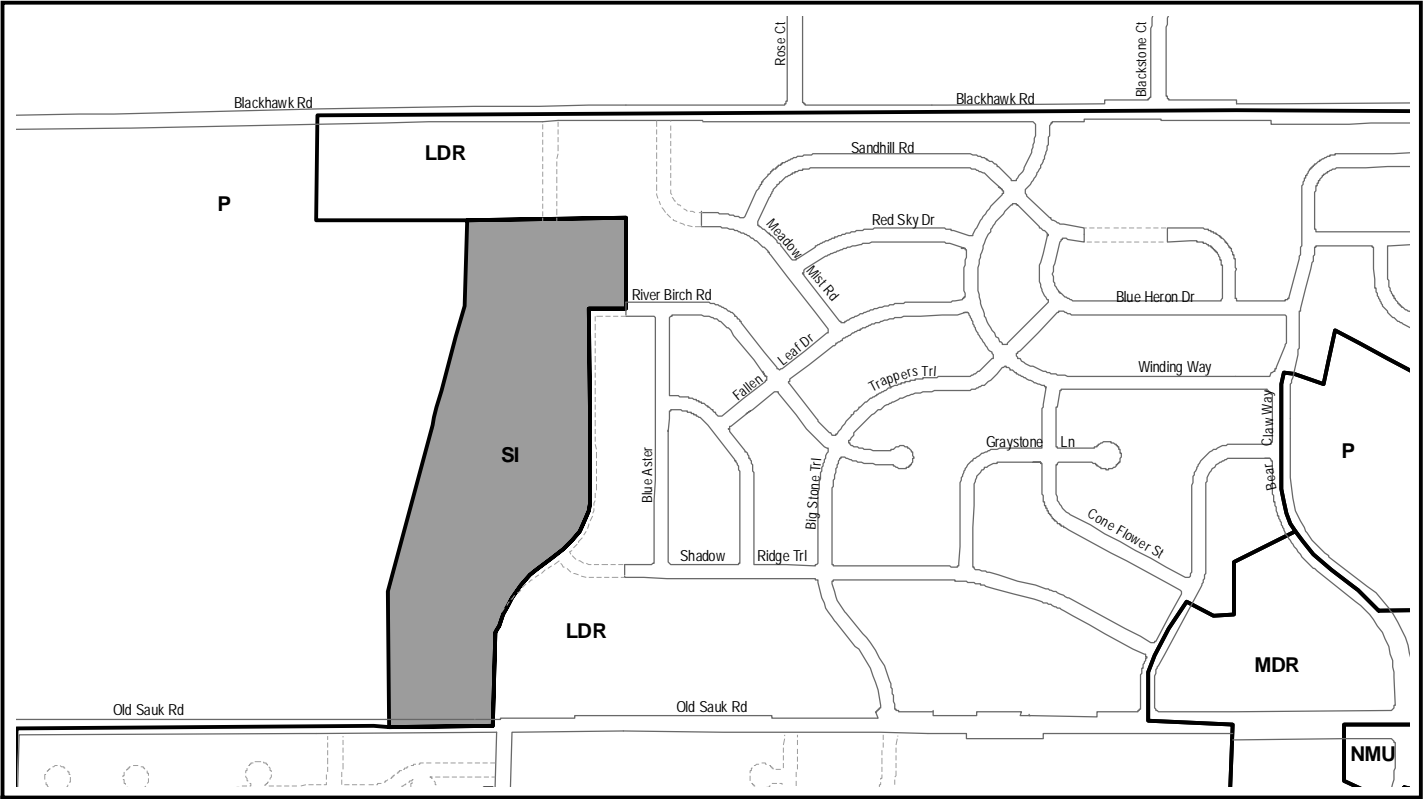 Rose Ct
Blackstone Ct
Blackhawk Rd
Blackhawk Rd
LDR
Sandhill Rd
P
Red Sky Dr
Meadow
Mist Rd
River Birch Rd
Blue Heron Dr
Leaf Dr
Fallen
Trappers Trl
Winding Way
Claw Way
Bear
Graystone Ln
P
SI
Blue Aster
Big Stone Trl
Cone Flower St
Shadow Ridge Trl
LDR
MDR
Old Sauk Rd
Old Sauk Rd
NMU